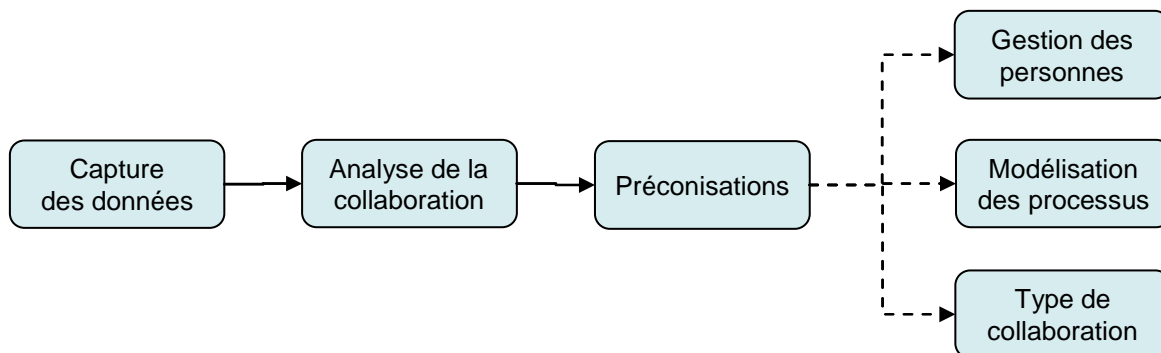 Capture
des données
Analyse de la
collaboration
Préconisations
Gestion des
personnes
Modélisation
des processus
Type de
collaboration